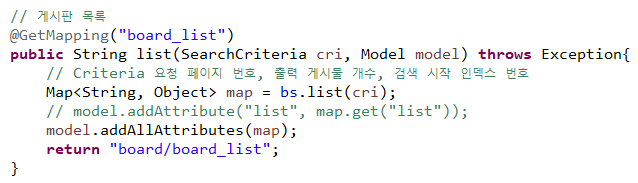 // 게시판 목록
@GetMapping("board_list")
public String list(SearchCriteria cri, Model model) throws Exception{
    // Criteria 요청 페이지 번호, 출력 게시물 개수, 검색 시작 인덱스 번호
    Map<String, Object> map = bs.list(cri);
    // model.addAttribute("list", map.get("list"));
    model.addAllAttributes(map);
    return "board/board_list";
}